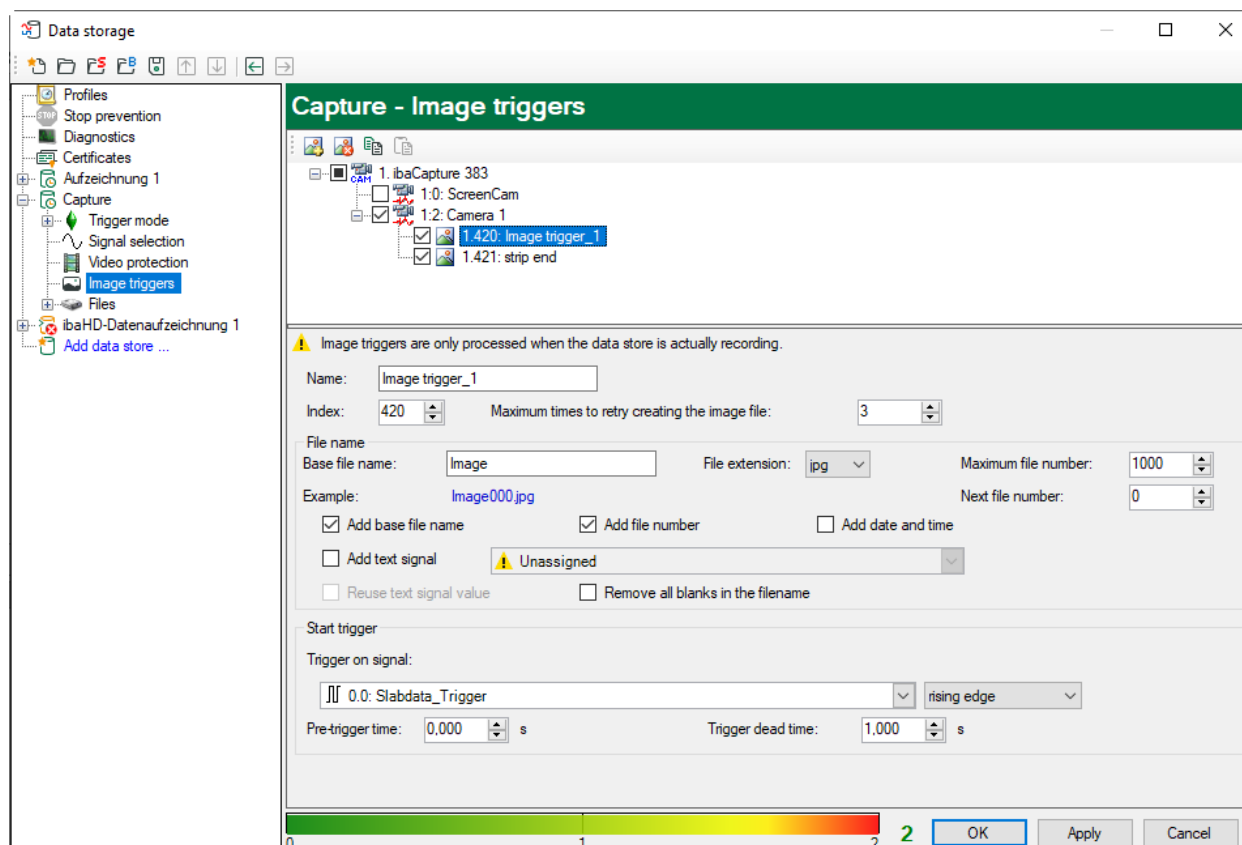 Data storage
Profiles
Stop prevention
Diagnostics
Certificates
Aufzeichnung 1
Capture
Trigger mode
Signal selection
Video protection
Image triggers
Files
ibaHD-Datenaufzeichnung 1
Add data store ...
Capture - Image triggers
1. ibaCapture 383
1:0: ScreenCam
1:2: Camera 1
1.420: Image trigger_1
1.421: strip end
Image triggers are only processed when the data store is actually recording.
Name: Image trigger_1
Index: 420 Maximum times to retry creating the image file: 3
File name
Base file name: Image File extension: jpg Maximum file number: 1000
Example: Image000.jpg Next file number: 0
Add base file name Add file number Add date and time
Add text signal Unassigned
Reuse text signal value Remove all blanks in the filename
Start trigger
Trigger on signal:
0.0: Slabdata_Trigger rising edge
Pre-trigger time: 0,000 s Trigger dead time: 1,000 s
0 1 2 2 OK Apply Cancel